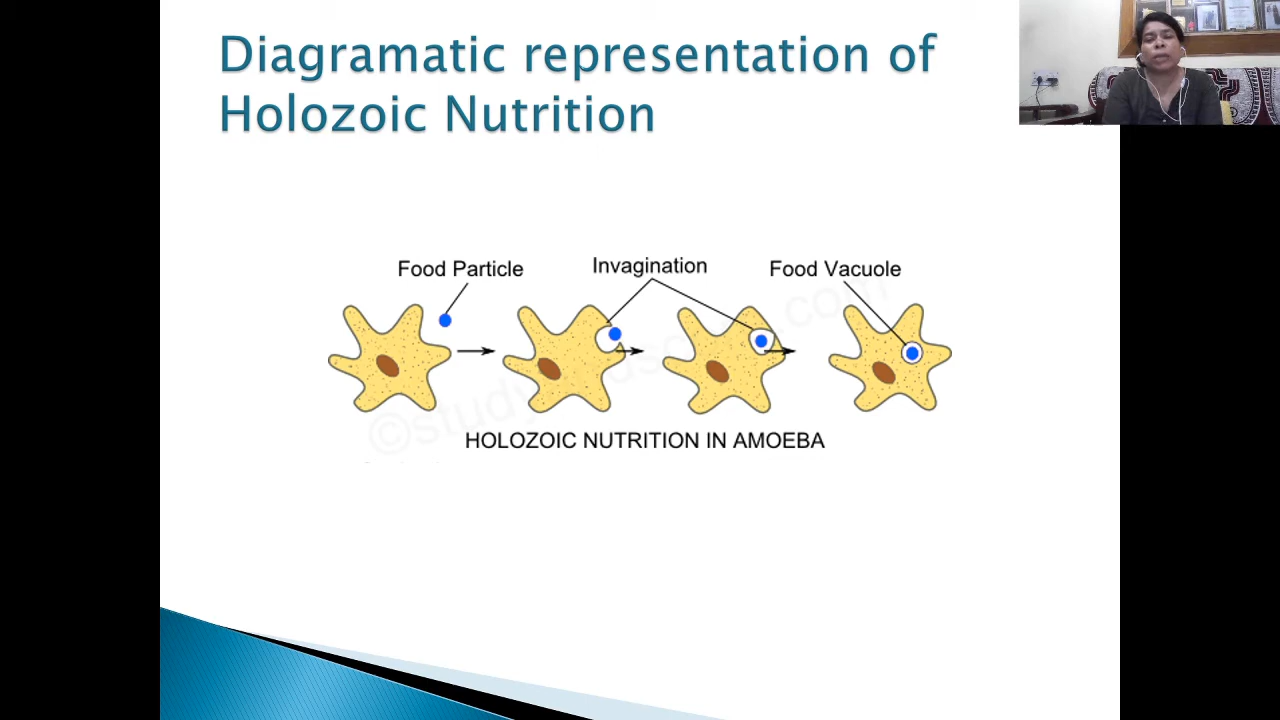 Diagramatic representation of
Holozoic Nutrition
Food Particle
Invagination
Food Vacuole
HOLOZOIC NUTRITION IN AMOEBA